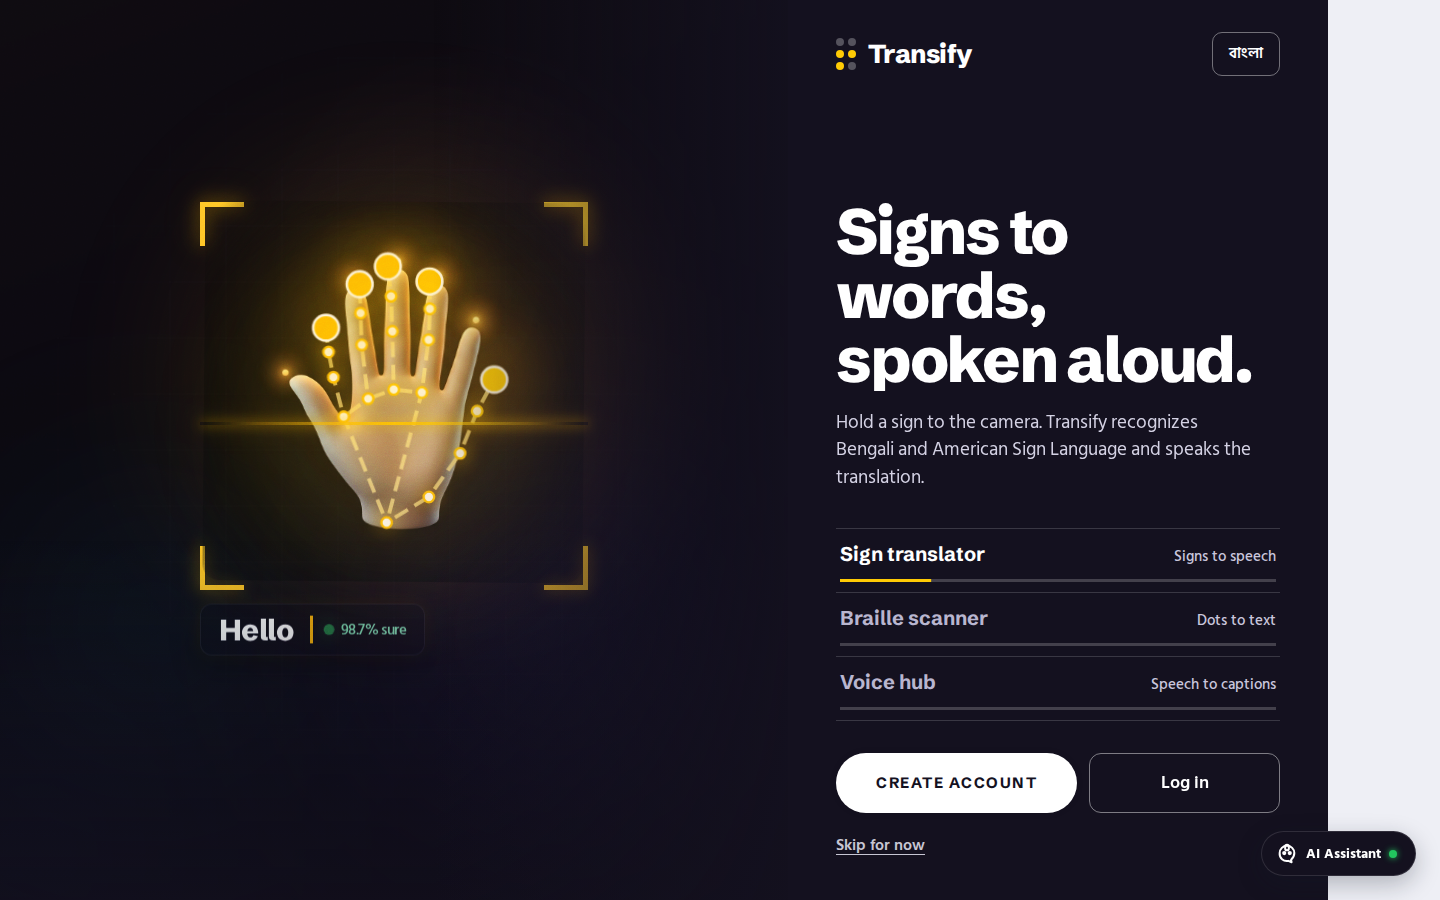 Transify
বাংলা
Signs to
words,
spoken aloud.
Hold a sign to the camera. Transify recognizes
Bengali and American Sign Language and speaks the
translation.
Sign translator
Signs to speech
Braille scanner
Dots to text
Voice hub
Speech to captions
Hello
98.7% sure
CREATE ACCOUNT
Log in
Skip for now
AI Assistant